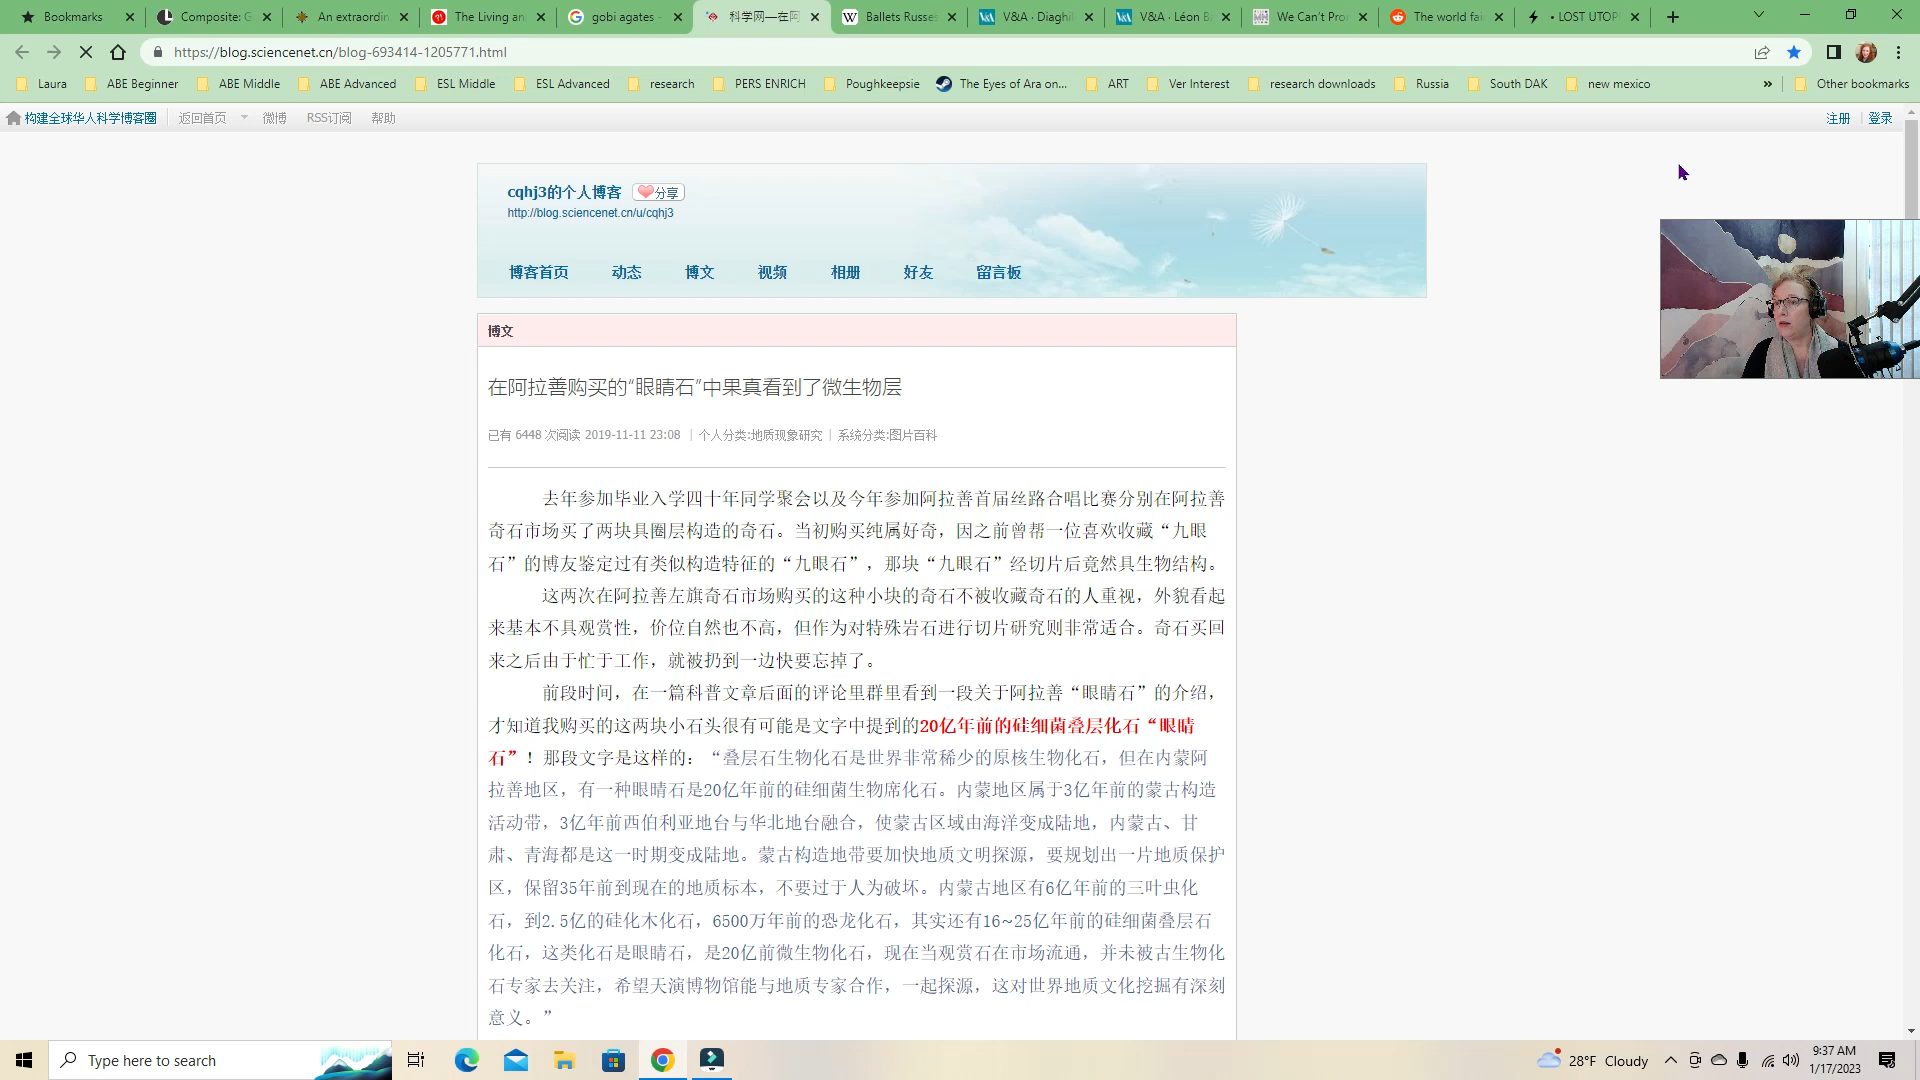 Bookmarks
Composite: G
An extraordin
The Living an
gobi agates -
科学网—在阿
Ballets Russes
V&A · Diaghil
V&A · Léon B
We Can't Pro
The world fai
• LOST UTOP
https://blog.sciencenet.cn/blog-693414-1205771.html
Laura
ABE Beginner
ABE Middle
ABE Advanced
ESL Middle
ESL Advanced
research
PERS ENRICH
Poughkeepsie
The Eyes of Ara on...
ART
Ver Interest
research downloads
Russia
South DAK
new mexico
»
Other bookmarks
构建全球华人科学博客圈
返回首页
微博
RSS订阅
帮助
注册
登录
cqhj3的个人博客
分享
http://blog.sciencenet.cn/u/cqhj3
博客首页
动态
博文
视频
相册
好友
留言板
博文
在阿拉善购买的“眼睛石”中果真看到了微生物层
已有 6448 次阅读 2019-11-11 23:08 |个人分类:地质现象研究|系统分类:图片百科
去年参加毕业入学四十年同学聚会以及今年参加阿拉善首届丝路合唱比赛分别在阿拉善
奇石市场买了两块具圈层构造的奇石。当初购买纯属好奇，因之前曾帮一位喜欢收藏“九眼
石”的博友鉴定过有类似构造特征的“九眼石”，那块“九眼石”经切片后竟然具生物结构。
这两次在阿拉善左旗奇石市场购买的这种小块的奇石不被收藏奇石的人重视，外貌看起
来基本不具观赏性，价位自然也不高，但作为对特殊岩石进行切片研究则非常适合。奇石买回
来之后由于忙于工作，就被扔到一边快要忘掉了。
前段时间，在一篇科普文章后面的评论里群里看到一段关于阿拉善“眼睛石”的介绍，
才知道我购买的这两块小石头很有可能是文字中提到的20亿年前的硅细菌叠层化石“眼睛
石”！那段文字是这样的：“叠层石生物化石是世界非常稀少的原核生物化石，但在内蒙阿
拉善地区，有一种眼睛石是20亿年前的硅细菌生物席化石。内蒙地区属于3亿年前的蒙古构造
活动带，3亿年前西伯利亚地台与华北地台融合，使蒙古区域由海洋变成陆地，内蒙古、甘
肃、青海都是这一时期变成陆地。蒙古构造地带要加快地质文明探源，要规划出一片地质保护
区，保留35年前到现在的地质标本，不要过于人为破坏。内蒙古地区有6亿年前的三叶虫化
石，到2.5亿的硅化木化石，6500万年前的恐龙化石，其实还有16~25亿年前的硅细菌叠层石
化石，这类化石是眼睛石，是20亿前微生物化石，现在当观赏石在市场流通，并未被古生物化
石专家去关注，希望天演博物馆能与地质专家合作，一起探源，这对世界地质文化挖掘有深刻
意义。”
Type here to search
28°F Cloudy
9:37 AM
1/17/2023